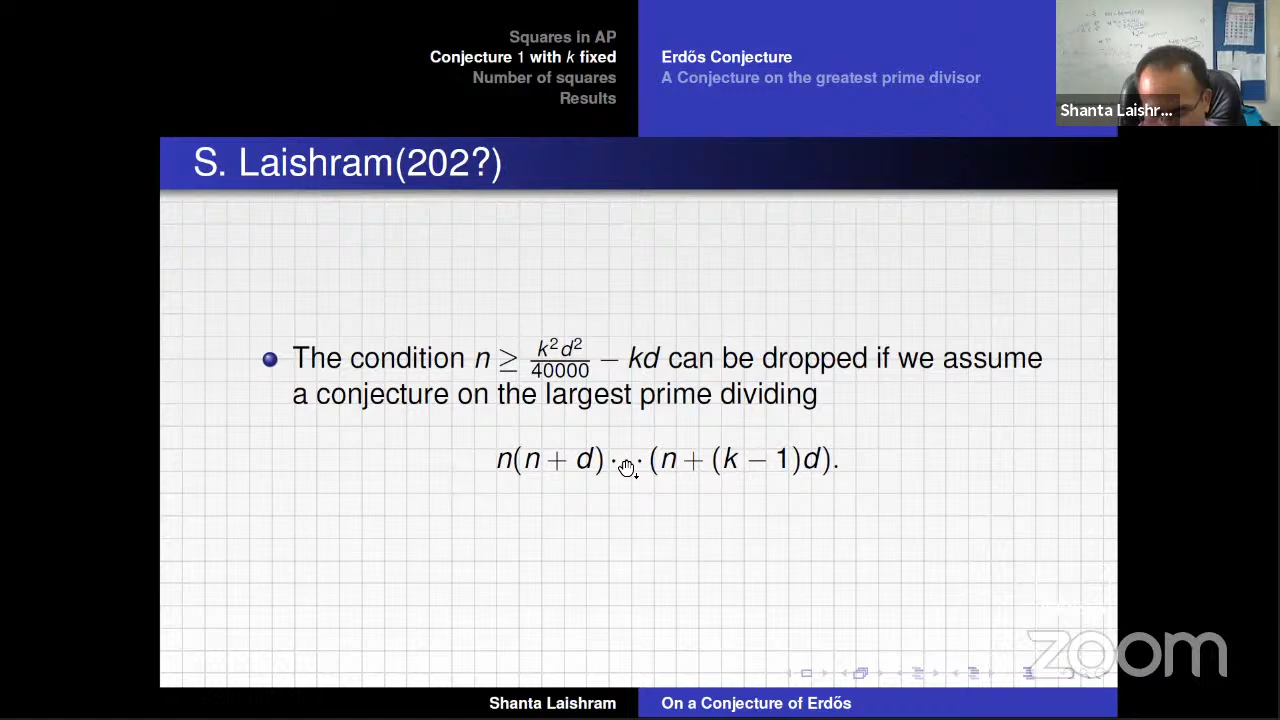 Squares in AP
Conjecture 1 with k fixed
Number of squares
Results
Erdős Conjecture
A Conjecture on the greatest prime divisor
Shanta Laishr...
S. Laishram(202?)
The condition n ≥ k²d²/40000 − kd can be dropped if we assume
a conjecture on the largest prime dividing
n(n + d) · · · (n + (k − 1)d).
zoom
Shanta Laishram
On a Conjecture of Erdős